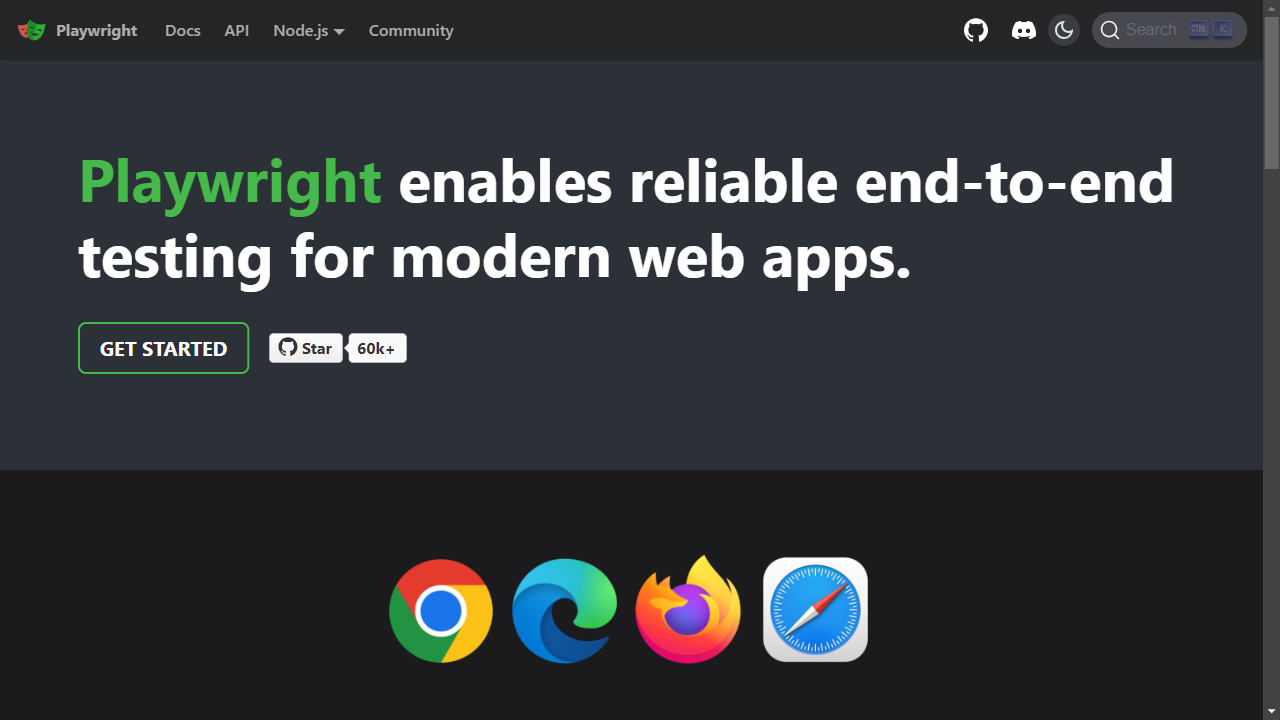 Playwright Docs API Node.js Community Search CTRL K
Playwright enables reliable end-to-end
testing for modern web apps.
GET STARTED Star 60k+